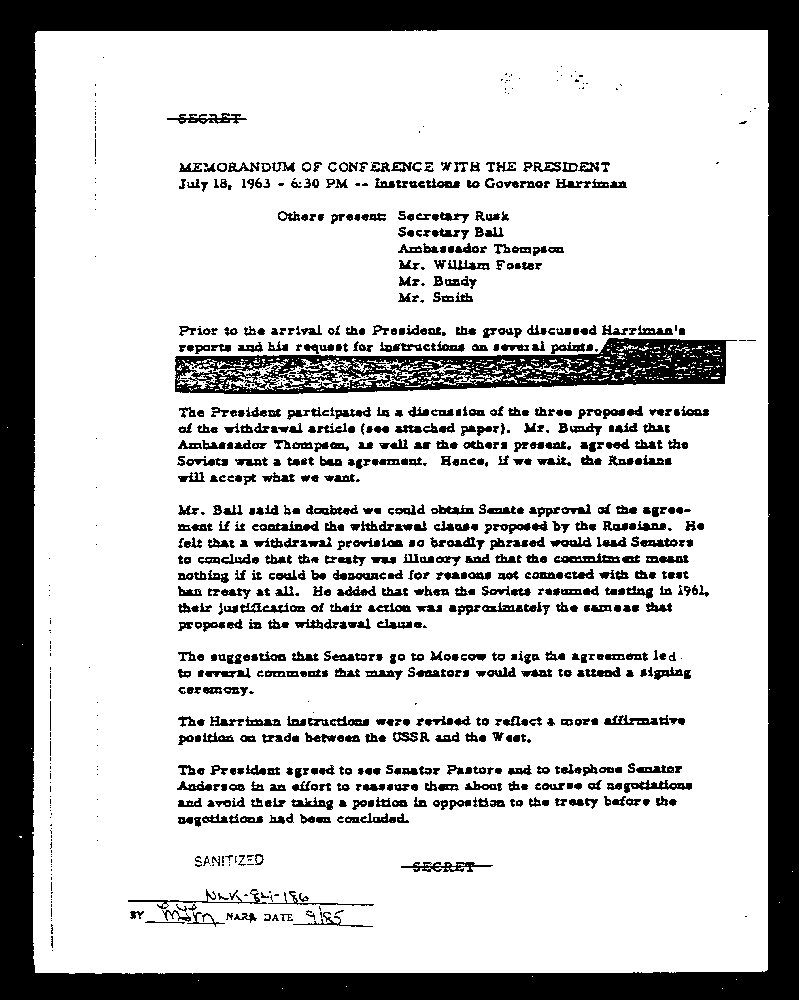 SECRET
MEMORANDUM OF CONFERENCE WITH THE PRESIDENT
July 18, 1963 - 6:30 PM -- Instructions to Governor Harriman
Others present: Secretary Rusk
Secretary Ball
Ambassador Thompson
Mr. William Foster
Mr. Bundy
Mr. Smith
Prior to the arrival of the President, the group discussed Harriman's
reports and his request for instructions on several points.
The President participated in a discussion of the three proposed versions
of the withdrawal article (see attached paper). Mr. Bundy said that
Ambassador Thompson, as well as the others present, agreed that the
Soviets want a test ban agreement. Hence, if we wait, the Russians
will accept what we want.
Mr. Ball said he doubted we could obtain Senate approval of the agree-
ment if it contained the withdrawal clause proposed by the Russians. He
felt that a withdrawal provision so broadly phrased would lead Senators
to conclude that the treaty was illusory and that the commitment meant
nothing if it could be denounced for reasons not connected with the test
ban treaty at all. He added that when the Soviets resumed testing in 1961,
their justification of their action was approximately the same as that
proposed in the withdrawal clause.
The suggestion that Senators go to Moscow to sign the agreement led
to several comments that many Senators would want to attend a signing
ceremony.
The Harriman instructions were revised to reflect a more affirmative
position on trade between the USSR and the West.
The President agreed to see Senator Pastore and to telephone Senator
Anderson in an effort to reassure them about the course of negotiations
and avoid their taking a position in opposition to the treaty before the
negotiations had been concluded.
SANITIZED
SECRET
NLK-84-186
BY NARA DATE 9/85